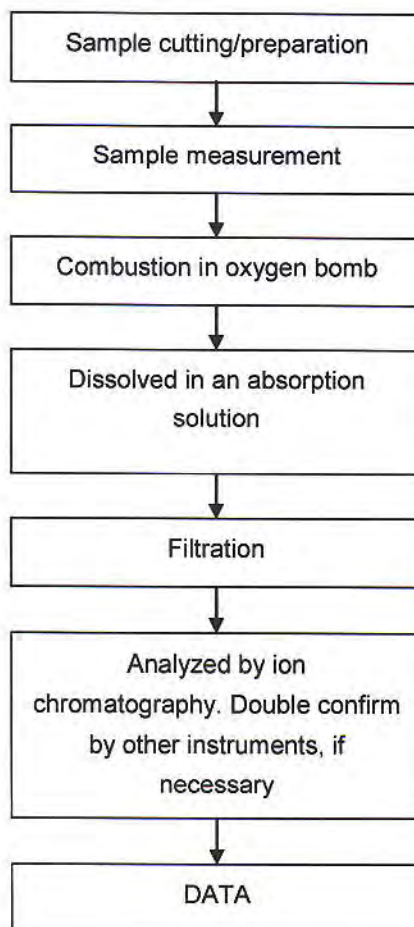 Sample cutting/preparation
Sample measurement
Combustion in oxygen bomb
Dissolved in an absorption
solution
Filtration
Analyzed by ion
chromatography. Double confirm
by other instruments, if
necessary
DATA